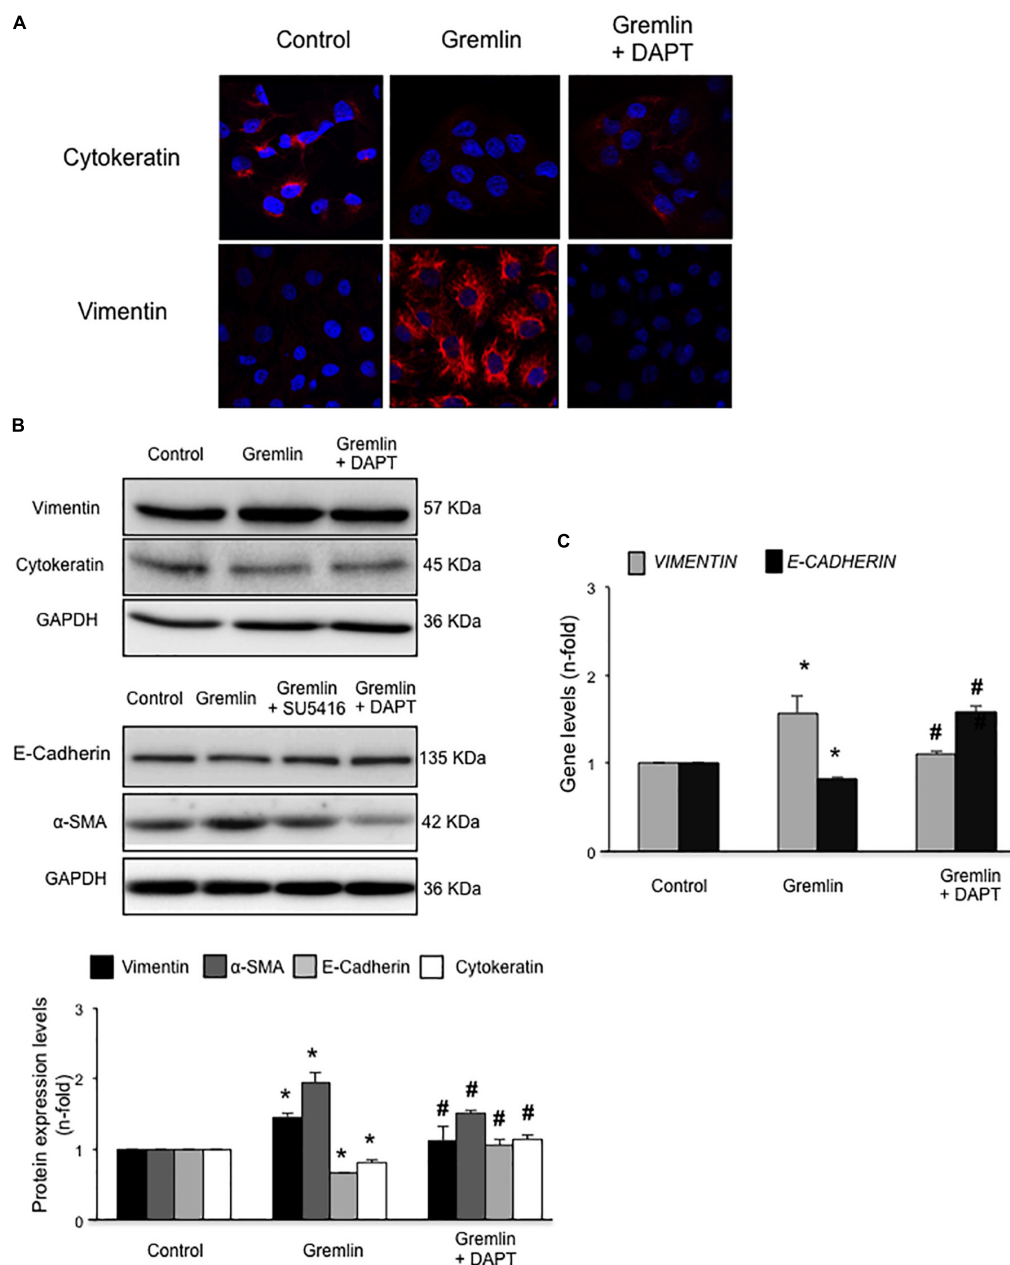 A
Control
Gremlin
Gremlin
+ DAPT
Cytokeratin
Vimentin
B
Control
Gremlin
Gremlin
+ DAPT
Vimentin
57 KDa
Cytokeratin
45 KDa
GAPDH
36 KDa
Control
Gremlin
Gremlin
+ SU5416
Gremlin
+ DAPT
E-Cadherin
135 KDa
α-SMA
42 KDa
GAPDH
36 KDa
Vimentin
α-SMA
E-Cadherin
Cytokeratin
Protein expression levels
(n-fold)
3
2
1
0
* * * *
# # # #
Control
Gremlin
Gremlin
+ DAPT
C
VIMENTIN
E-CADHERIN
Gene levels (n-fold)
3
2
1
0
* *
# # #
Control
Gremlin
Gremlin
+ DAPT